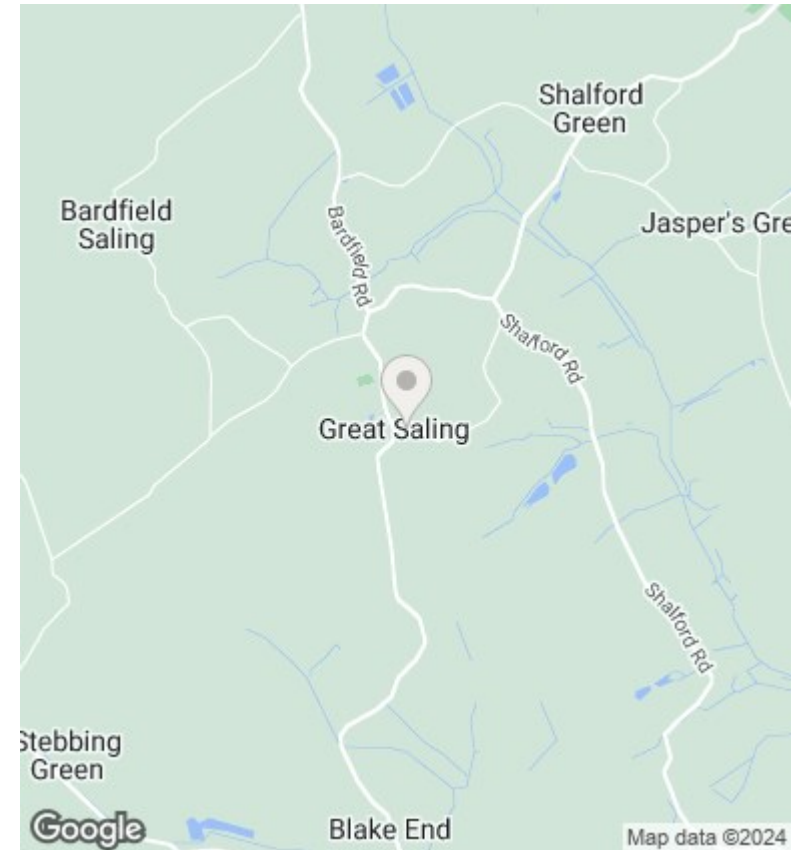 Shalford
Green
Bardfield
Saling
Jasper's Gre
Bardfield Rd
Shalford Rd
Great Saling
Shalford Rd
Stebbing
Green
Blake End
Google
Map data ©2024